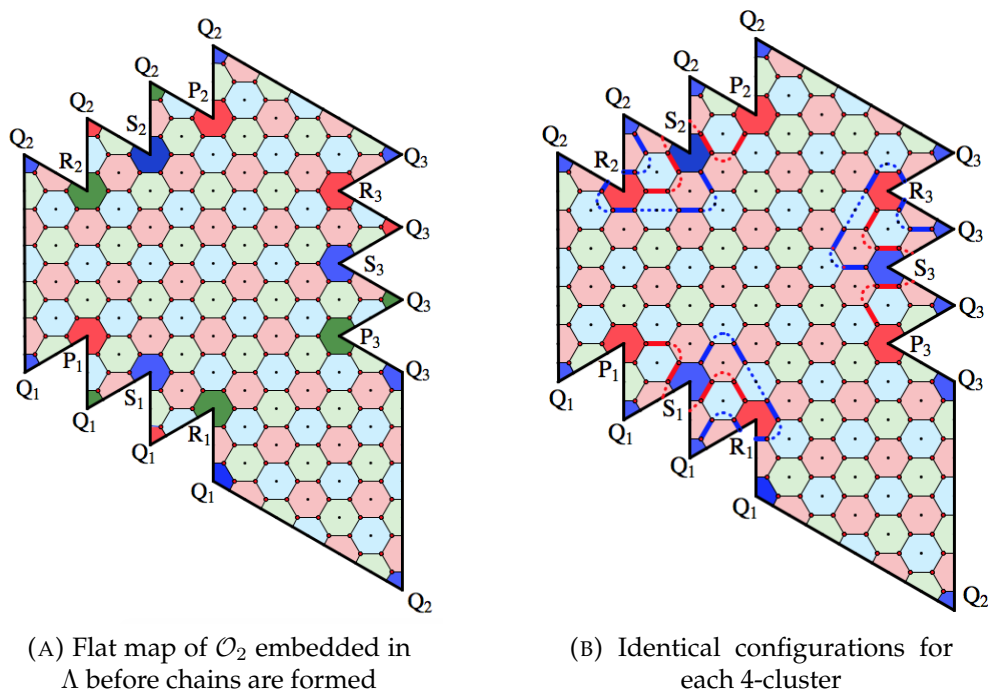 Q₂
Q₂
Q₂
P₂
Q₂
S₂
Q₂
R₂
Q₃
R₃
Q₃
S₃
Q₃
P₃
Q₃
P₁
Q₁
S₁
Q₁
R₁
Q₁
Q₁
Q₂
(A) Flat map of 𝒪₂ embedded in
Λ before chains are formed
Q₂
P₂
Q₂
S₂
Q₂
R₂
Q₂
Q₃
R₃
Q₃
S₃
Q₃
P₃
Q₃
P₁
Q₁
S₁
Q₁
R₁
Q₁
Q₁
Q₂
(B) Identical configurations for
each 4-cluster